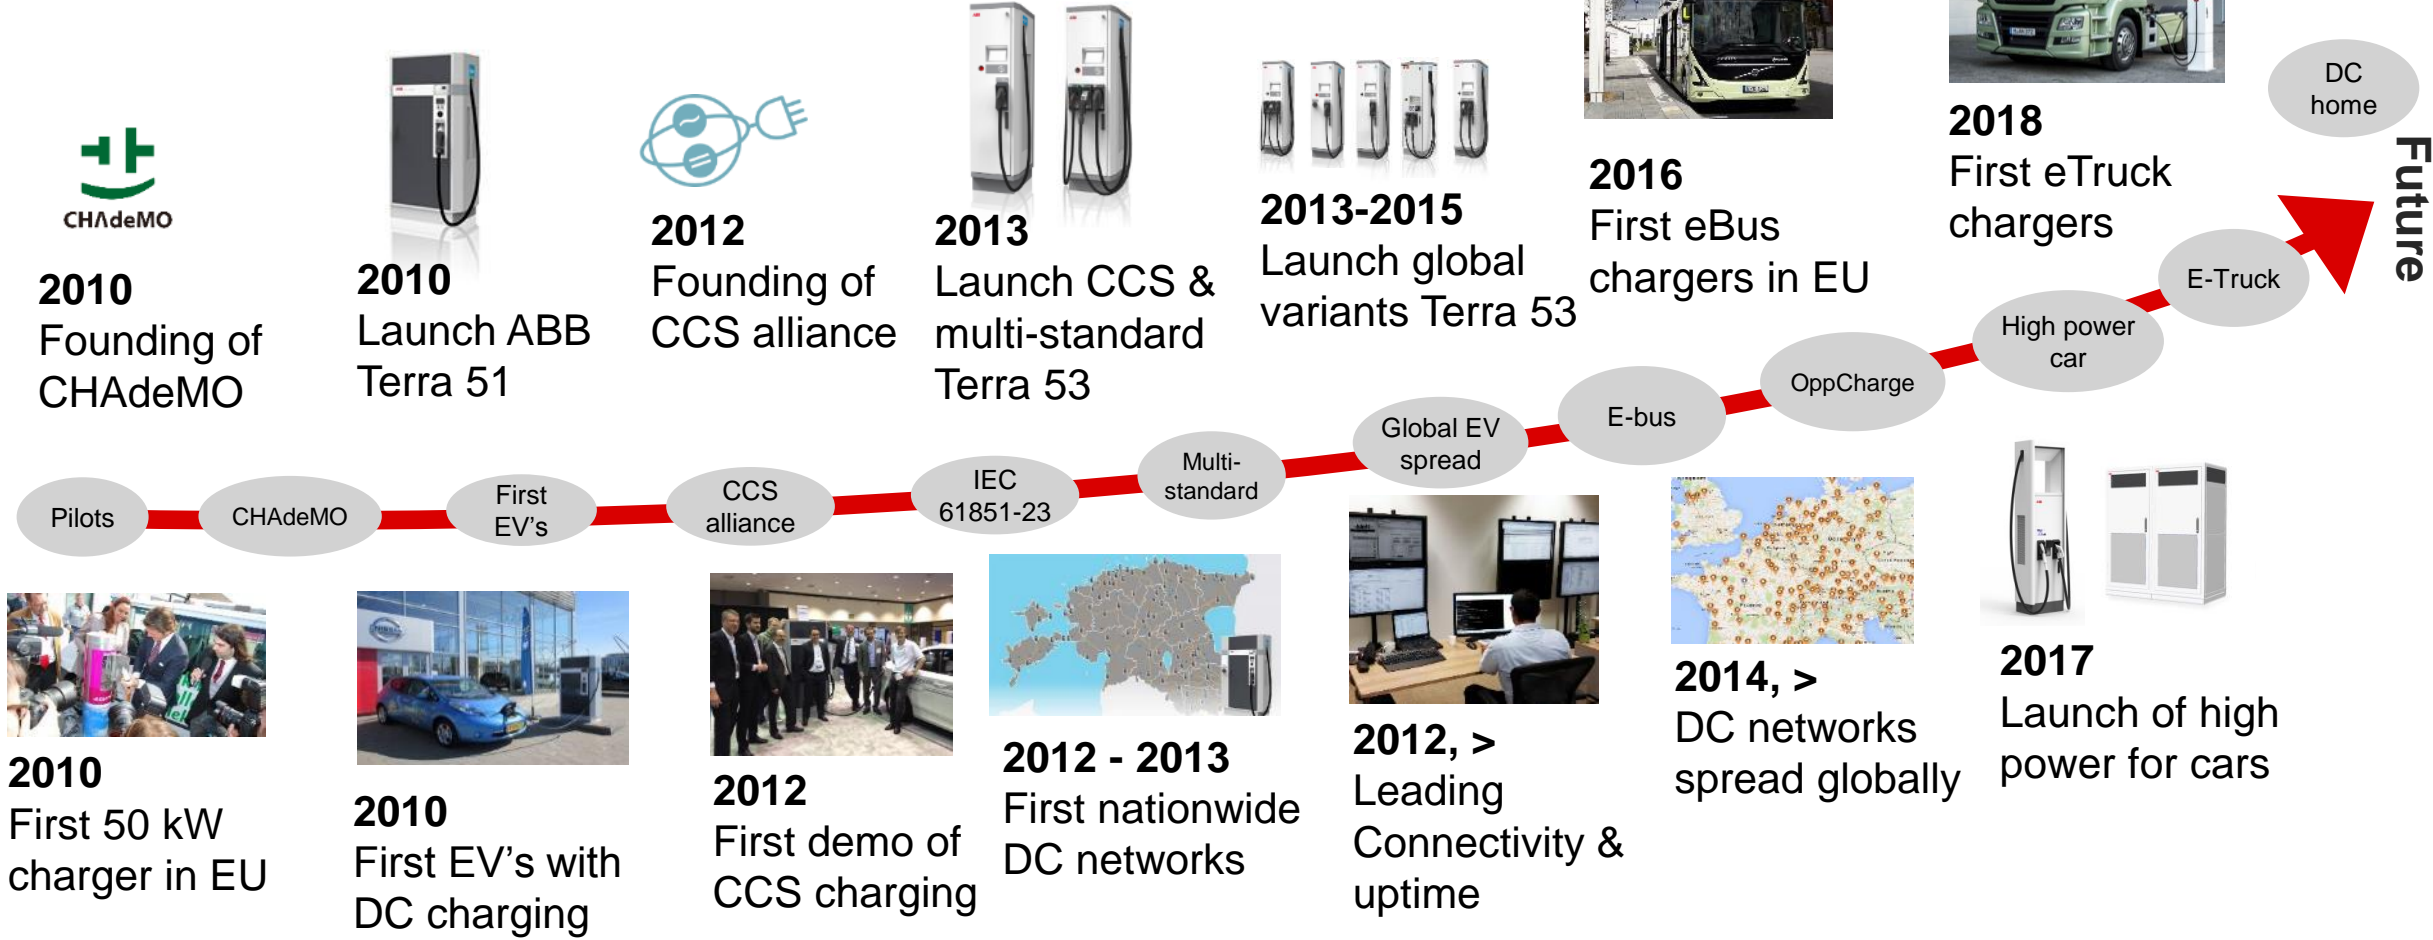 CHΛdeMO
2010
Founding of
CHAdeMO
2010
Launch ABB
Terra 51
2012
Founding of
CCS alliance
2013
Launch CCS &
multi-standard
Terra 53
2013-2015
Launch global
variants Terra 53
2016
First eBus
chargers in EU
2018
First eTruck
chargers
DC
home
Future
Pilots
CHAdeMO
First
EV’s
CCS
alliance
IEC
61851-23
Multi-
standard
Global EV
spread
E-bus
OppCharge
High power
car
E-Truck
2010
First 50 kW
charger in EU
2010
First EV’s with
DC charging
2012
First demo of
CCS charging
2012 - 2013
First nationwide
DC networks
2012, >
Leading
Connectivity &
uptime
2014, >
DC networks
spread globally
2017
Launch of high
power for cars